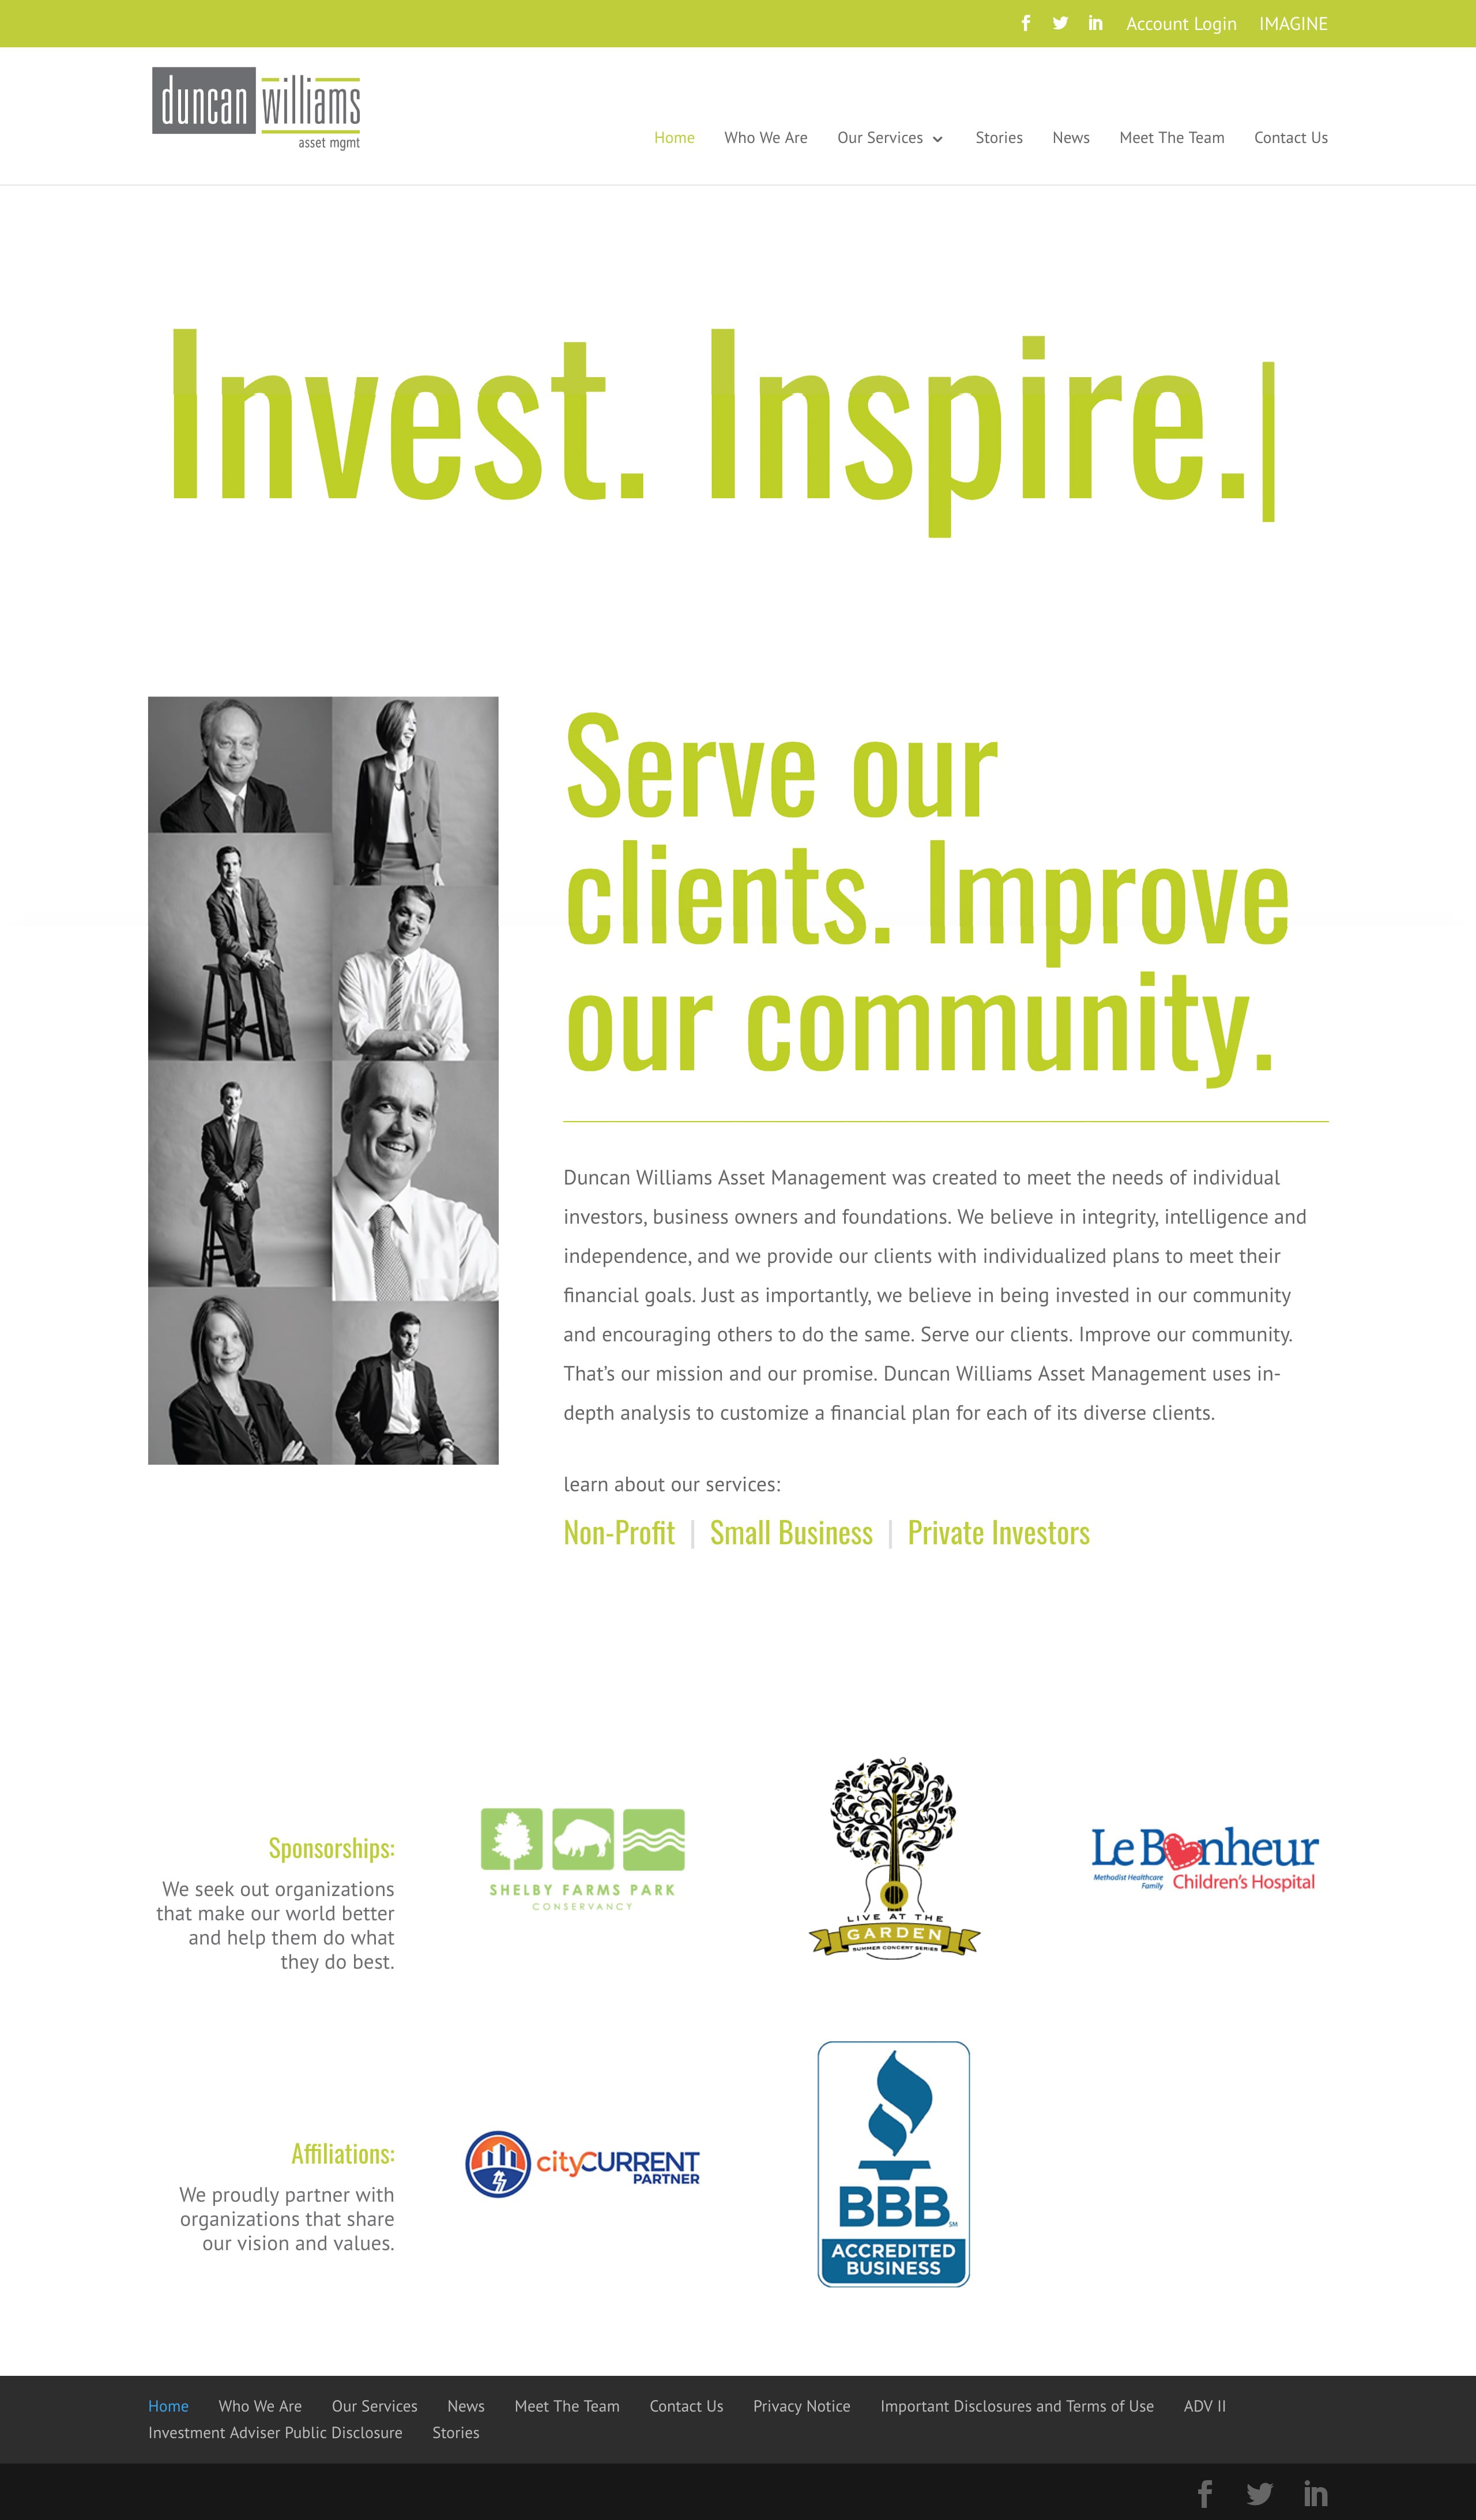 Account Login IMAGINE
duncan williams
asset mgmt
Home Who We Are Our Services Stories News Meet The Team Contact Us
Invest. Inspire.|
Serve our
clients. Improve
our community.
Duncan Williams Asset Management was created to meet the needs of individual
investors, business owners and foundations. We believe in integrity, intelligence and
independence, and we provide our clients with individualized plans to meet their
financial goals. Just as importantly, we believe in being invested in our community
and encouraging others to do the same. Serve our clients. Improve our community.
That’s our mission and our promise. Duncan Williams Asset Management uses in-
depth analysis to customize a financial plan for each of its diverse clients.
learn about our services:
Non-Profit | Small Business | Private Investors
Sponsorships:
We seek out organizations
that make our world better
and help them do what
they do best.
SHELBY FARMS PARK
CONSERVANCY
LIVE AT THE
GARDEN
SUMMER CONCERT SERIES
Le Bonheur
Methodist Healthcare
Family
Children's Hospital
Affiliations:
We proudly partner with
organizations that share
our vision and values.
cityCURRENT
PARTNER
BBB
SM
ACCREDITED
BUSINESS
Home Who We Are Our Services News Meet The Team Contact Us Privacy Notice Important Disclosures and Terms of Use ADV II
Investment Adviser Public Disclosure Stories